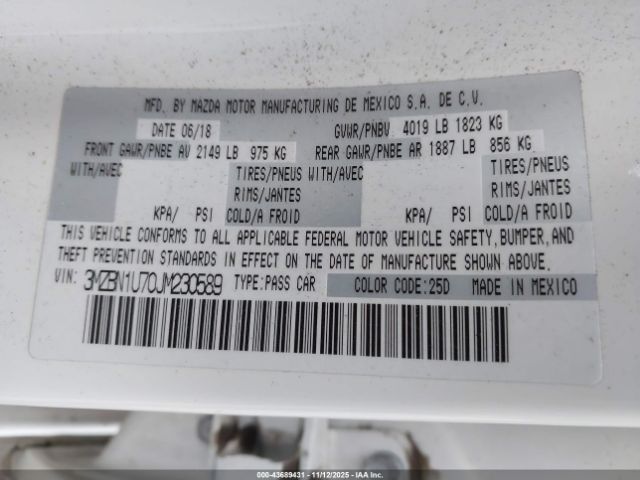 MFD. BY MAZDA MOTOR MANUFACTURING DE MEXICO S.A. DE C.V.
DATE 06/18 GVWR/PNBV 4019 LB 1823 KG
FRONT GAWR/PNBE AV 2149 LB 975 KG REAR GAWR/PNBE AR 1887 LB 856 KG
WITH/AVEC TIRES/PNEUS WITH/AVEC TIRES/PNEUS
RIMS/JANTES RIMS/JANTES
KPA/ PSI COLD/A FROID KPA/ PSI COLD/A FROID
THIS VEHICLE CONFORMS TO ALL APPLICABLE FEDERAL MOTOR VEHICLE SAFETY, BUMPER, AND
THEFT PREVENTION STANDARDS IN EFFECT ON THE DATE OF MANUFACTURE SHOWN ABOVE.
VIN: 3MZBN1U70JM230589 TYPE:PASS CAR COLOR CODE:25D MADE IN MEXICO
000-43689431 - 11/12/2025 - IAA Inc.